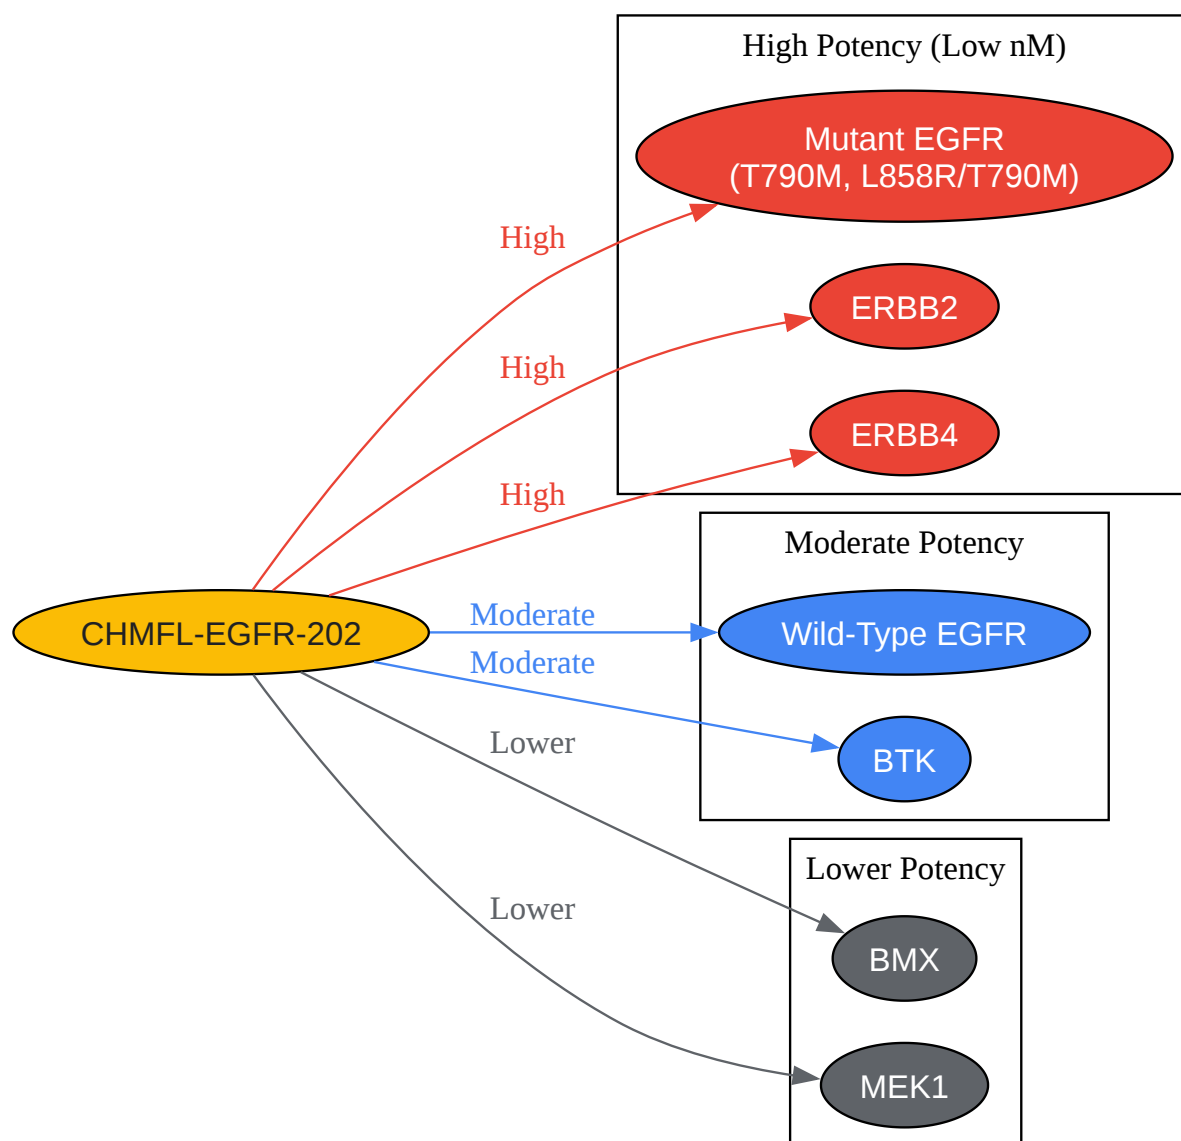 High Potency (Low nM)
Mutant EGFR
(T790M, L858R/T790M)
High
ERBB2
High
ERBB4
High
Moderate Potency
CHMFL-EGFR-202
Moderate
Wild-Type EGFR
Moderate
BTK
Lower
Lower Potency
Lower
BMX
MEK1